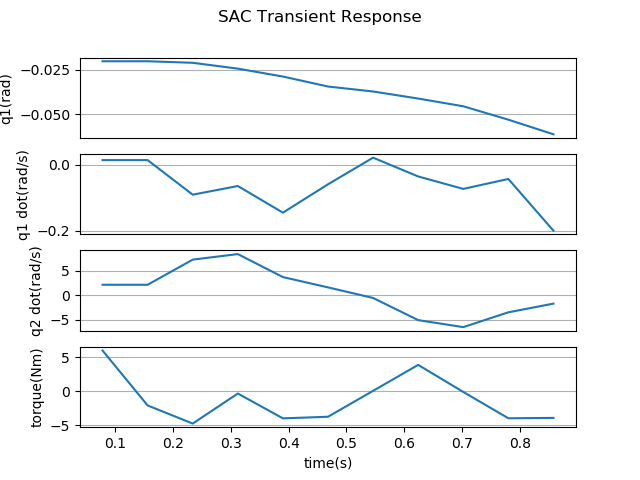 SAC Transient Response
q1(rad)
−0.025
−0.050
q1 dot(rad/s)
0.0
−0.2
q2 dot(rad/s)
5
0
−5
torque(Nm)
5
0
−5
0.1 0.2 0.3 0.4 0.5 0.6 0.7 0.8
time(s)